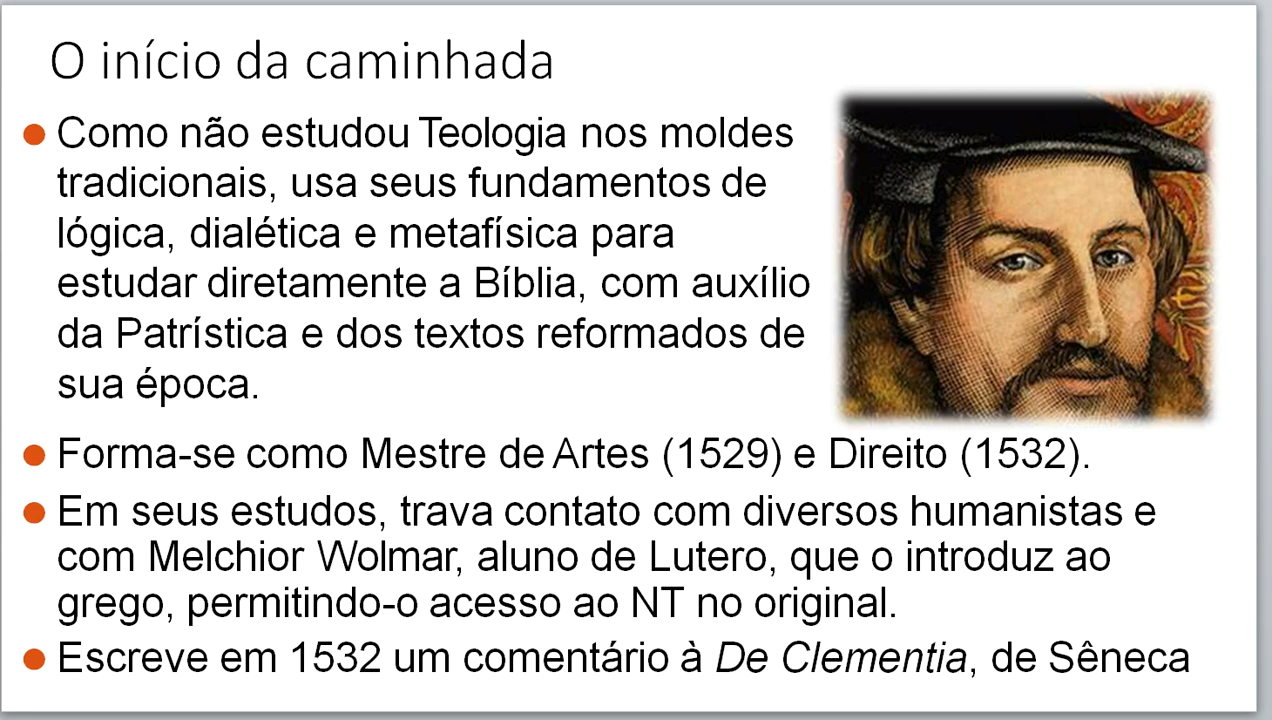 O início da caminhada
Como não estudou Teologia nos moldes
tradicionais, usa seus fundamentos de
lógica, dialética e metafísica para
estudar diretamente a Bíblia, com auxílio
da Patrística e dos textos reformados de
sua época.
Forma-se como Mestre de Artes (1529) e Direito (1532).
Em seus estudos, trava contato com diversos humanistas e
com Melchior Wolmar, aluno de Lutero, que o introduz ao
grego, permitindo-o acesso ao NT no original.
Escreve em 1532 um comentário à De Clementia, de Sêneca